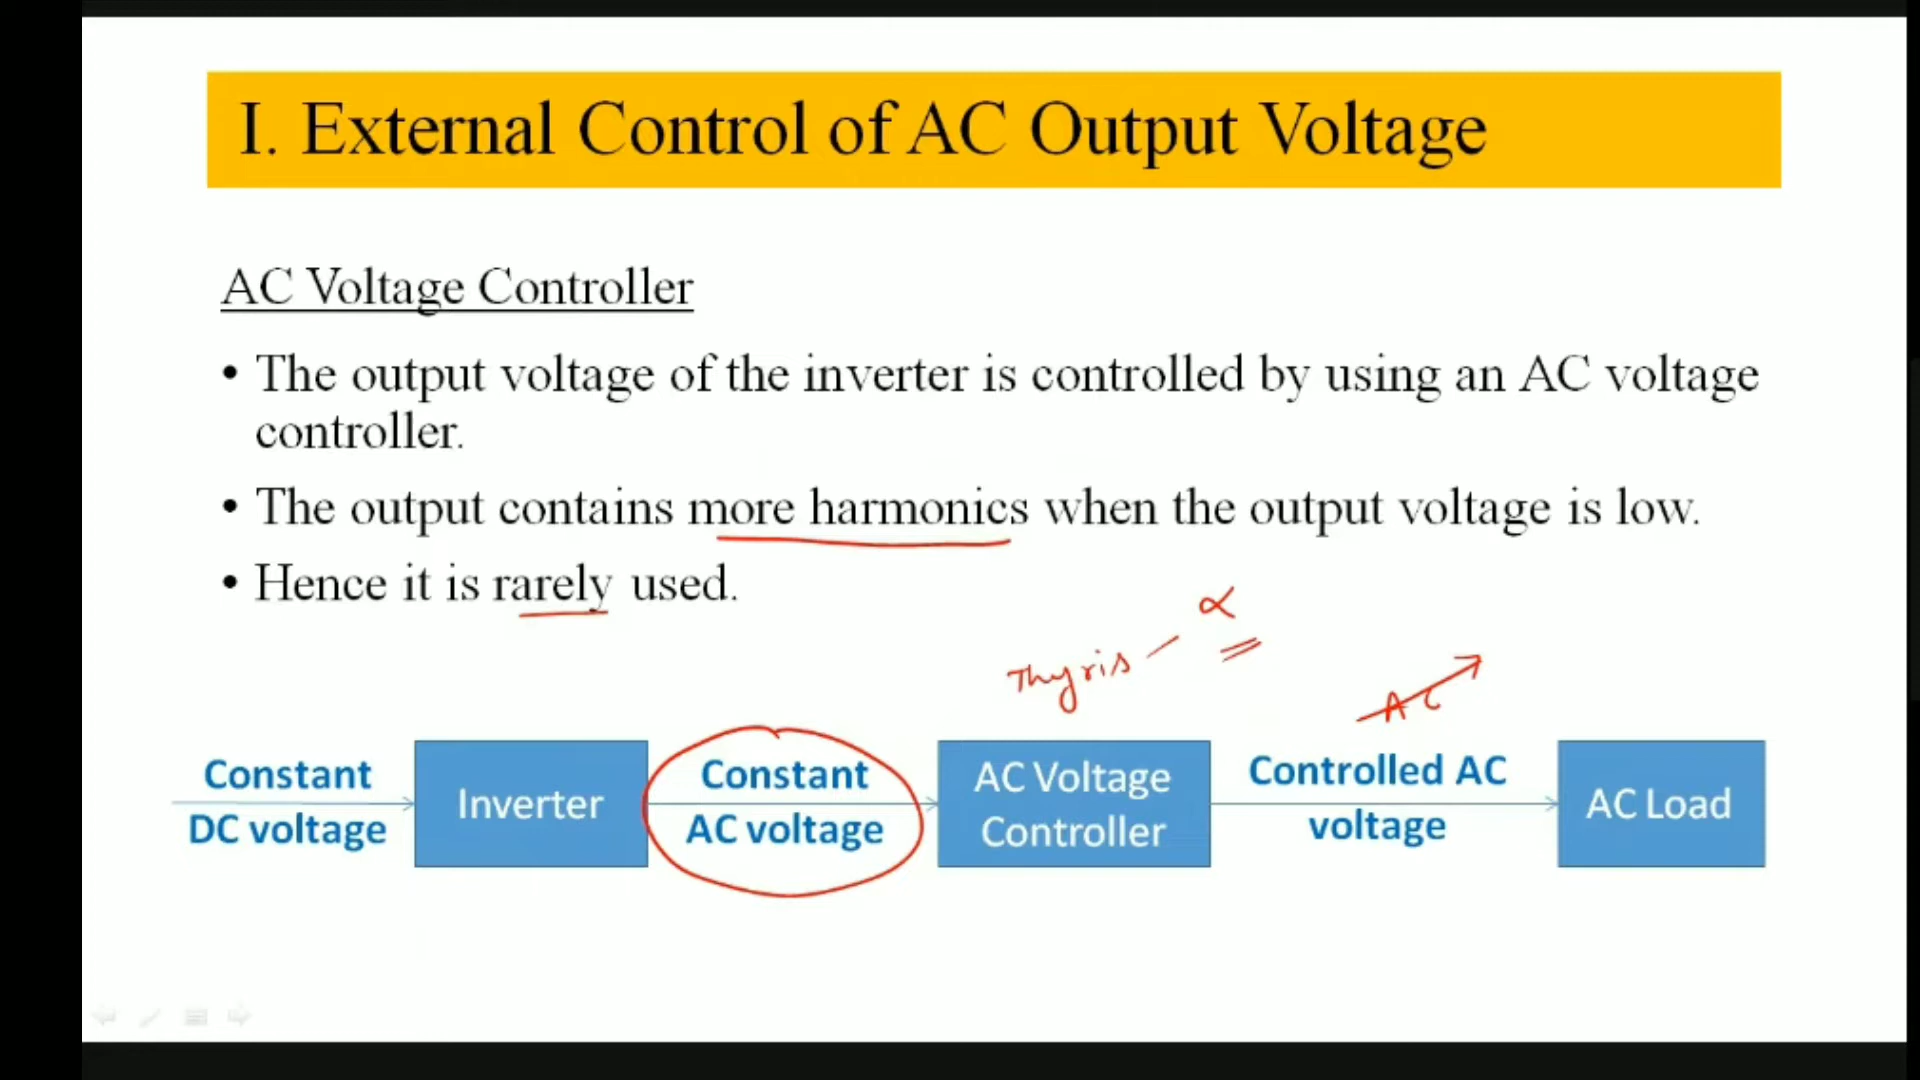 I. External Control of AC Output Voltage
AC Voltage Controller
• The output voltage of the inverter is controlled by using an AC voltage
controller.
• The output contains more harmonics when the output voltage is low.
• Hence it is rarely used.
Thyris – α
AC
Constant
DC voltage
Inverter
Constant
AC voltage
AC Voltage
Controller
Controlled AC
voltage
AC Load